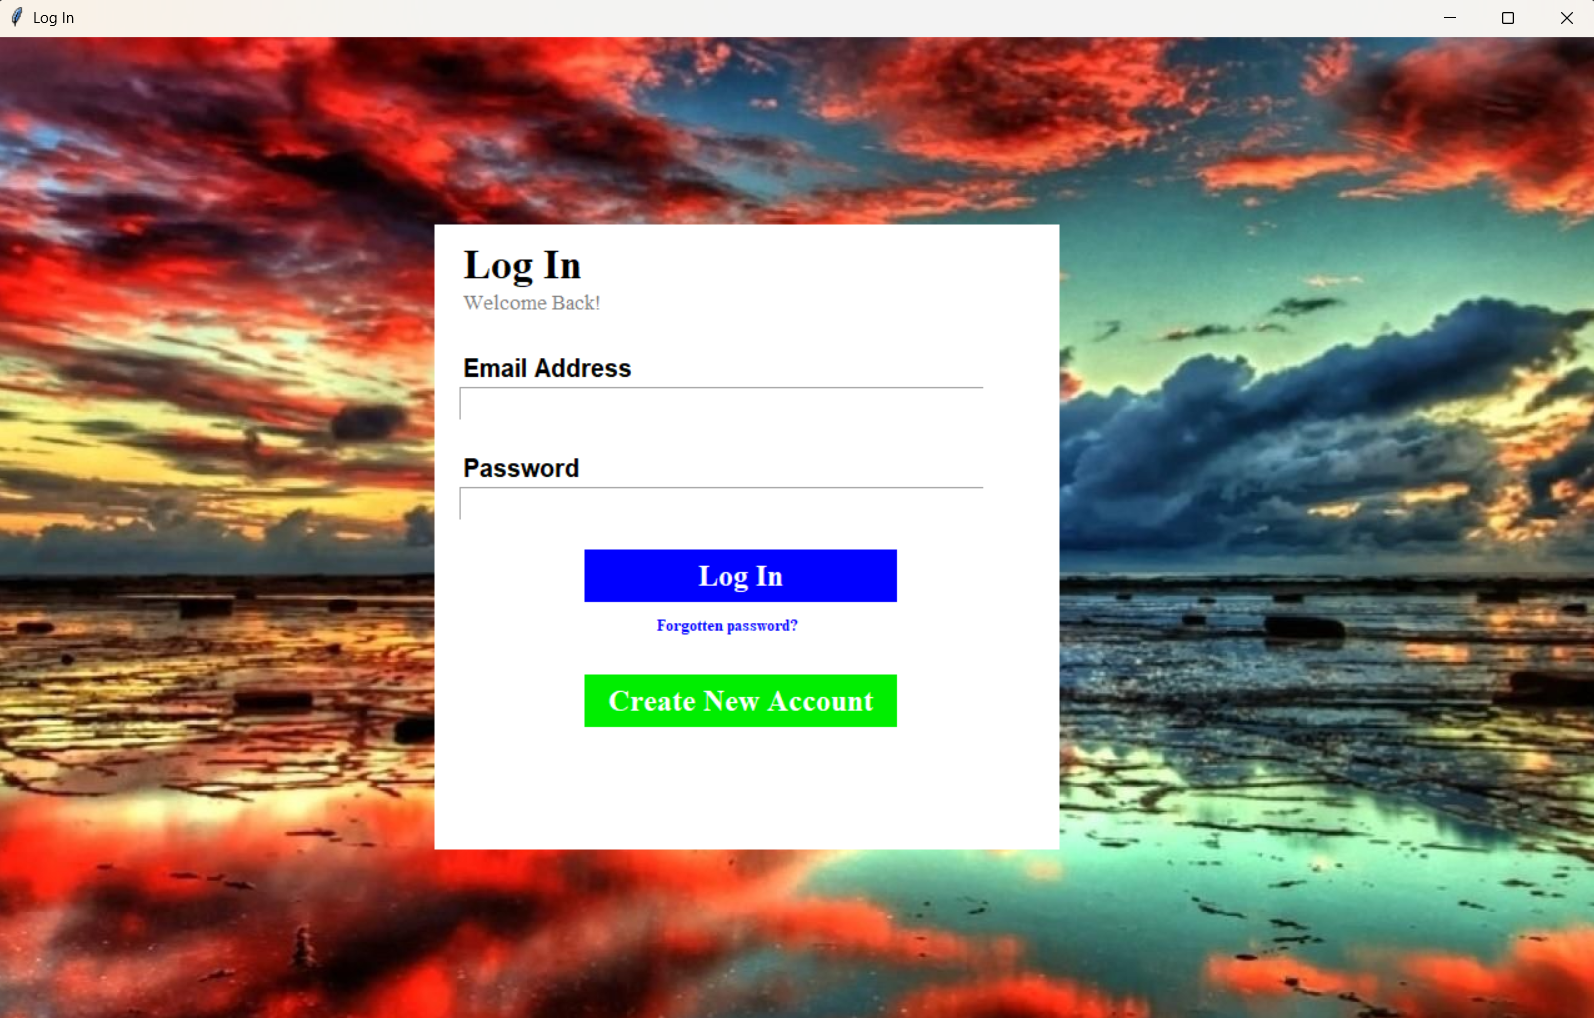 Log In
Log In
Welcome Back!
Email Address
Password
Log In
Forgotten password?
Create New Account